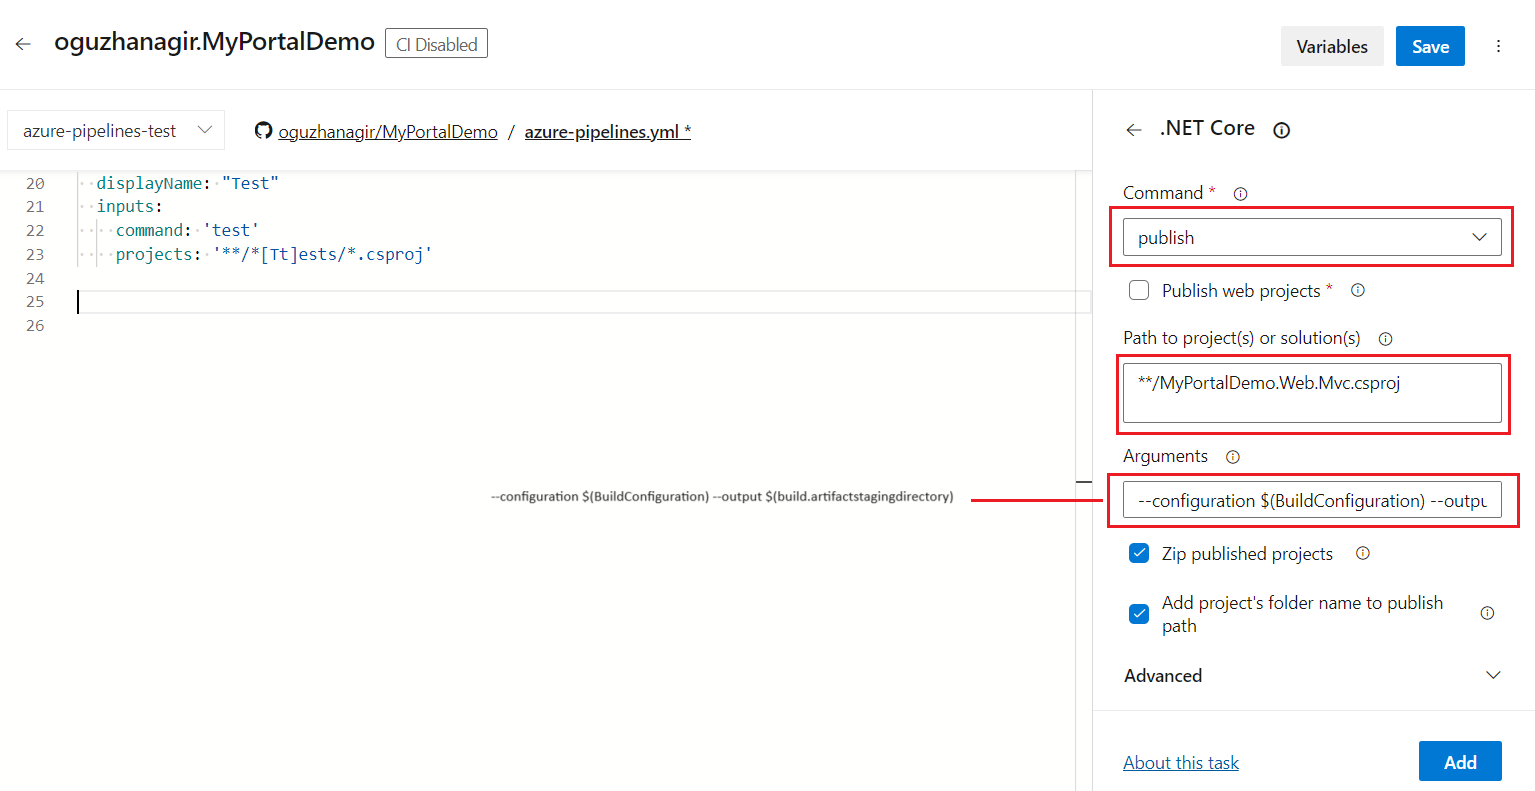 oguzhanagir.MyPortalDemo CI Disabled
Variables Save
azure-pipelines-test oguzhanagir/MyPortalDemo / azure-pipelines.yml *
20 displayName: "Test"
21 inputs:
22 command: 'test'
23 projects: '**/*[Tt]ests/*.csproj'
24
25
26
--configuration $(BuildConfiguration) --output $(build.artifactstagingdirectory)
.NET Core
Command *
publish
Publish web projects *
Path to project(s) or solution(s)
**/MyPortalDemo.Web.Mvc.csproj
Arguments
--configuration $(BuildConfiguration) --outpu
Zip published projects
Add project's folder name to publish
path
Advanced
About this task Add